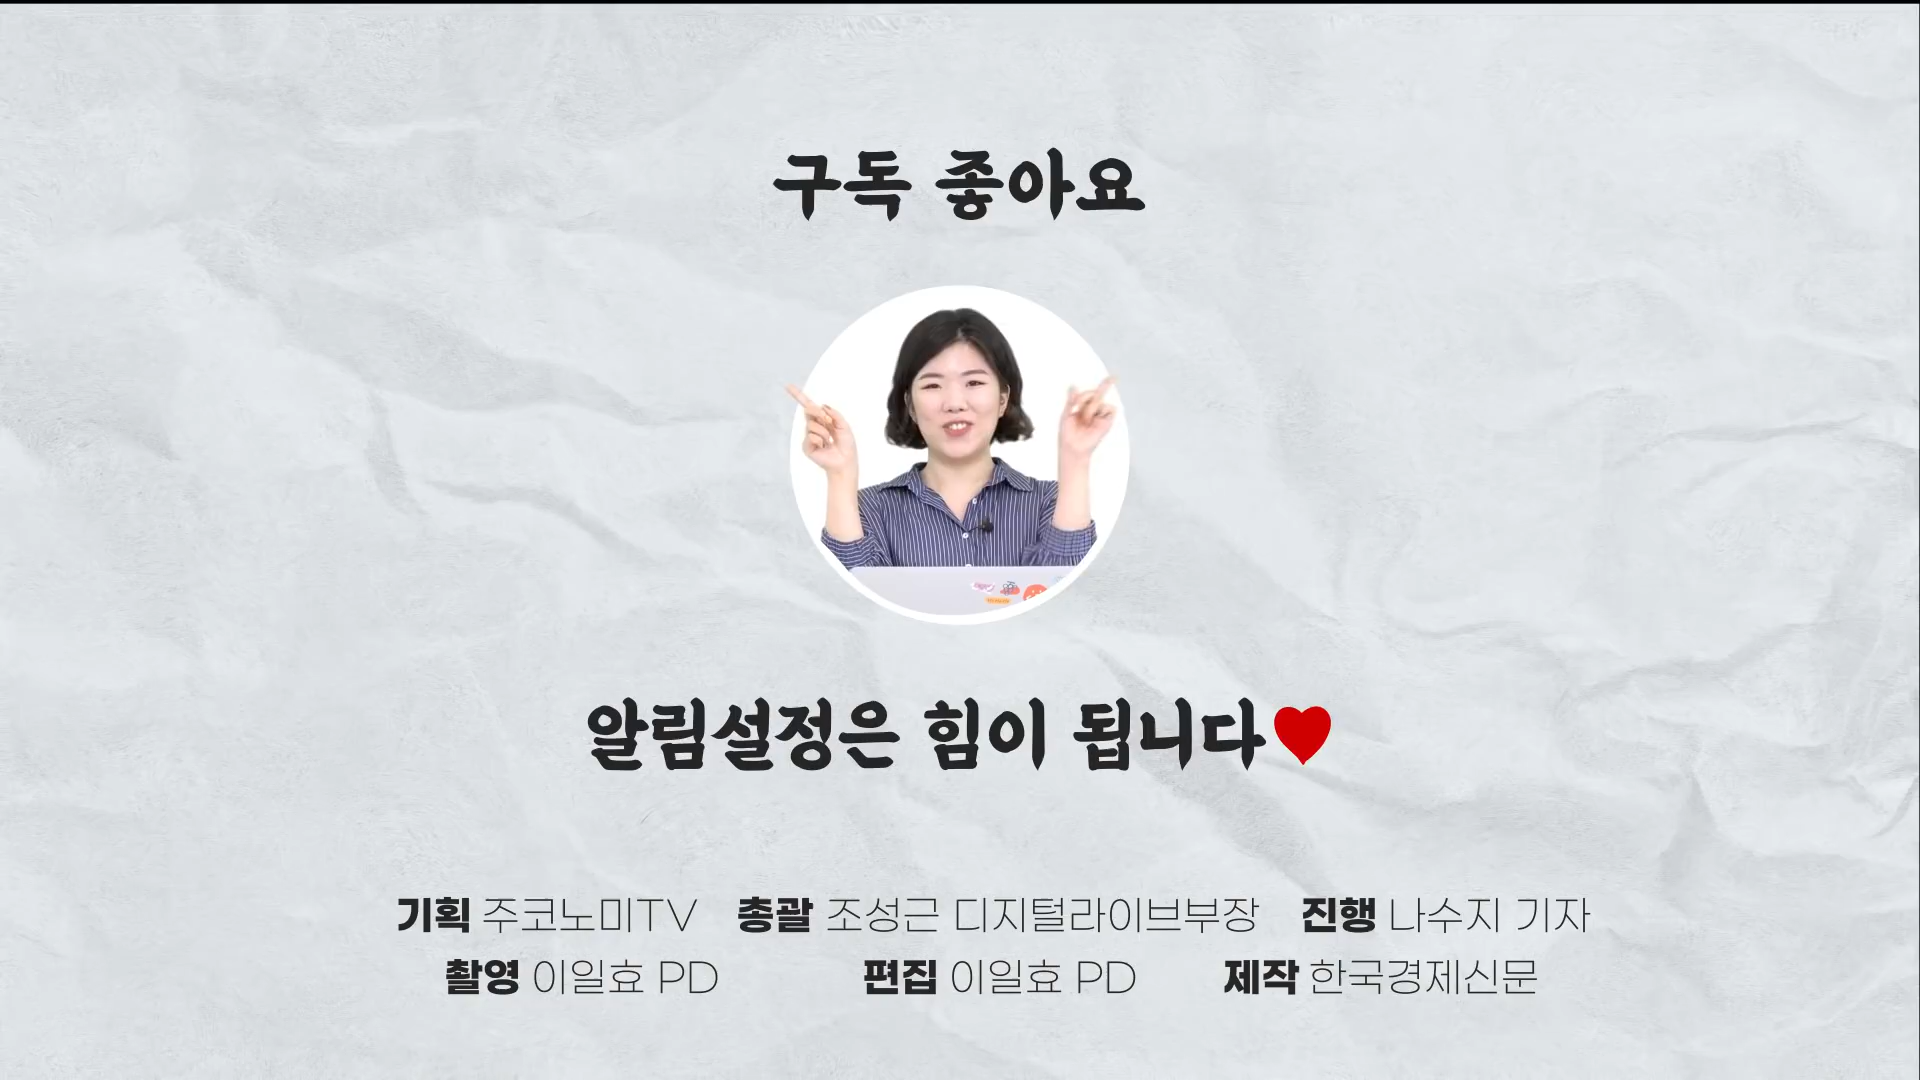 구독 좋아요
알림설정은 힘이 됩니다♥
기획 주코노미TV 총괄 조성근 디지털라이브부장 진행 나수지 기자
촬영 이일효 PD 편집 이일효 PD 제작 한국경제신문